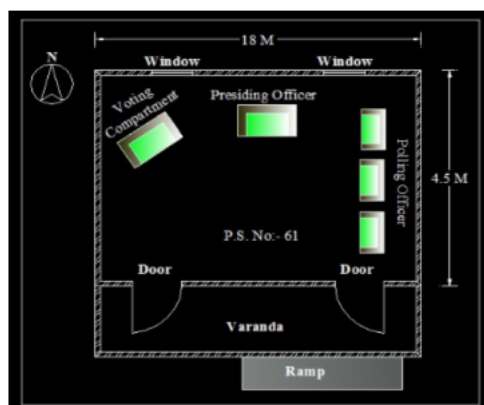 18 M
N
Window
Window
Voting
Compartment
Presiding Officer
Polling Officer
4.5 M
P.S. No:- 61
Door
Door
Varanda
Ramp